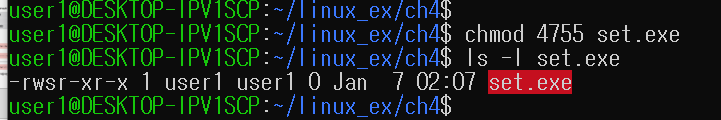 user1@DESKTOP-IPV1SCP:~/linux_ex/ch4$
user1@DESKTOP-IPV1SCP:~/linux_ex/ch4$ chmod 4755 set.exe
user1@DESKTOP-IPV1SCP:~/linux_ex/ch4$ ls -l set.exe
-rwsr-xr-x 1 user1 user1 0 Jan  7 02:07 set.exe
user1@DESKTOP-IPV1SCP:~/linux_ex/ch4$